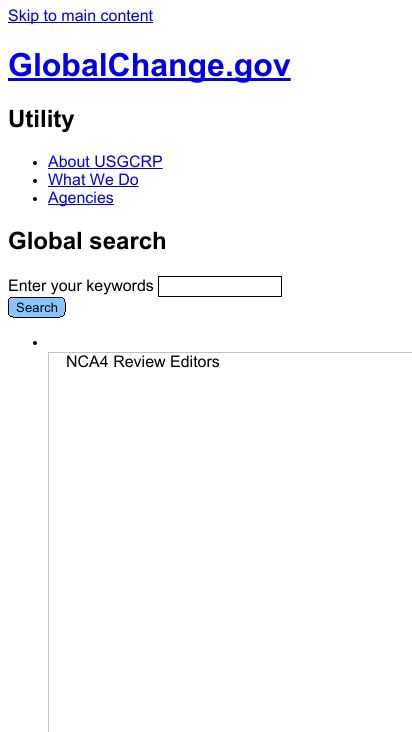 Skip to main content
GlobalChange.gov
Utility
About USGCRP
What We Do
Agencies
Global search
Enter your keywords
Search
NCA4 Review Editors